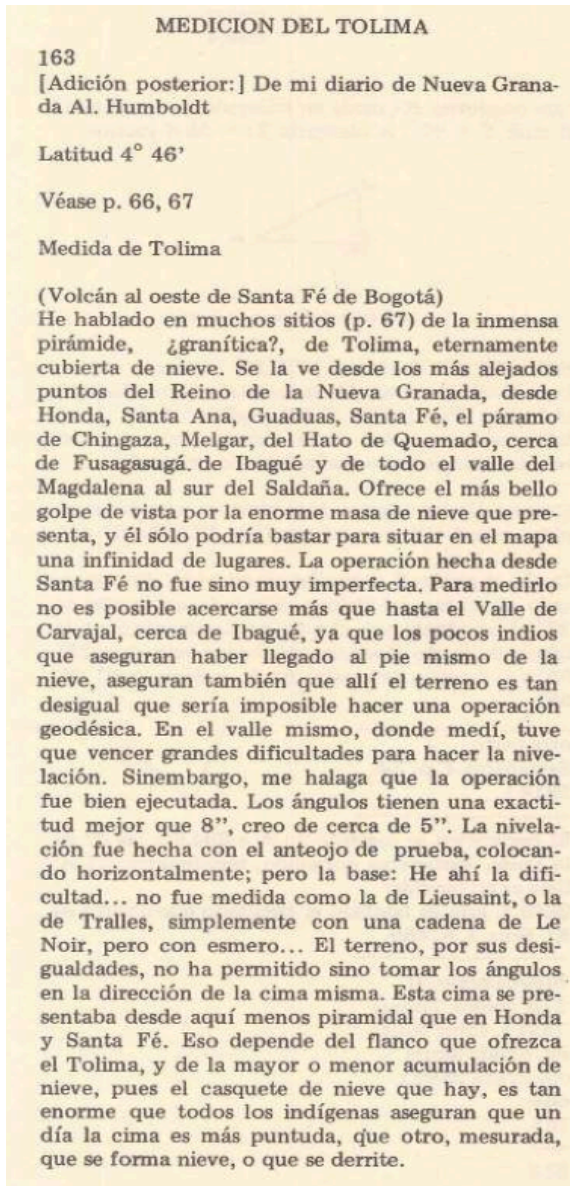 MEDICION DEL TOLIMA
163
[Adición posterior:] De mi diario de Nueva Grana-
da Al. Humboldt
Latitud 4° 46'
Véase p. 66, 67
Medida de Tolima
(Volcán al oeste de Santa Fé de Bogotá)
He hablado en muchos sitios (p. 67) de la inmensa
pirámide, ¿granítica?, de Tolima, eternamente
cubierta de nieve. Se la ve desde los más alejados
puntos del Reino de la Nueva Granada, desde
Honda, Santa Ana, Guaduas, Santa Fé, el páramo
de Chingaza, Melgar, del Hato de Quemado, cerca
de Fusagasugá. de Ibagué y de todo el valle del
Magdalena al sur del Saldaña. Ofrece el más bello
golpe de vista por la enorme masa de nieve que pre-
senta, y él sólo podría bastar para situar en el mapa
una infinidad de lugares. La operación hecha desde
Santa Fé no fue sino muy imperfecta. Para medirlo
no es posible acercarse más que hasta el Valle de
Carvajal, cerca de Ibagué, ya que los pocos indios
que aseguran haber llegado al pie mismo de la
nieve, aseguran también que allí el terreno es tan
desigual que sería imposible hacer una operación
geodésica. En el valle mismo, donde medí, tuve
que vencer grandes dificultades para hacer la nive-
lación. Sinembargo, me halaga que la operación
fue bien ejecutada. Los ángulos tienen una exacti-
tud mejor que 8”, creo de cerca de 5”. La nivela-
ción fue hecha con el anteojo de prueba, colocan-
do horizontalmente; pero la base: He ahí la difi-
cultad... no fue medida como la de Lieusaint, o la
de Tralles, simplemente con una cadena de Le
Noir, pero con esmero... El terreno, por sus desi-
gualdades, no ha permitido sino tomar los ángulos
en la dirección de la cima misma. Esta cima se pre-
sentaba desde aquí menos piramidal que en Honda
y Santa Fé. Eso depende del flanco que ofrezca
el Tolima, y de la mayor o menor acumulación de
nieve, pues el casquete de nieve que hay, es tan
enorme que todos los indígenas aseguran que un
día la cima es más puntuda, que otro, mesurada,
que se forma nieve, o que se derrite.